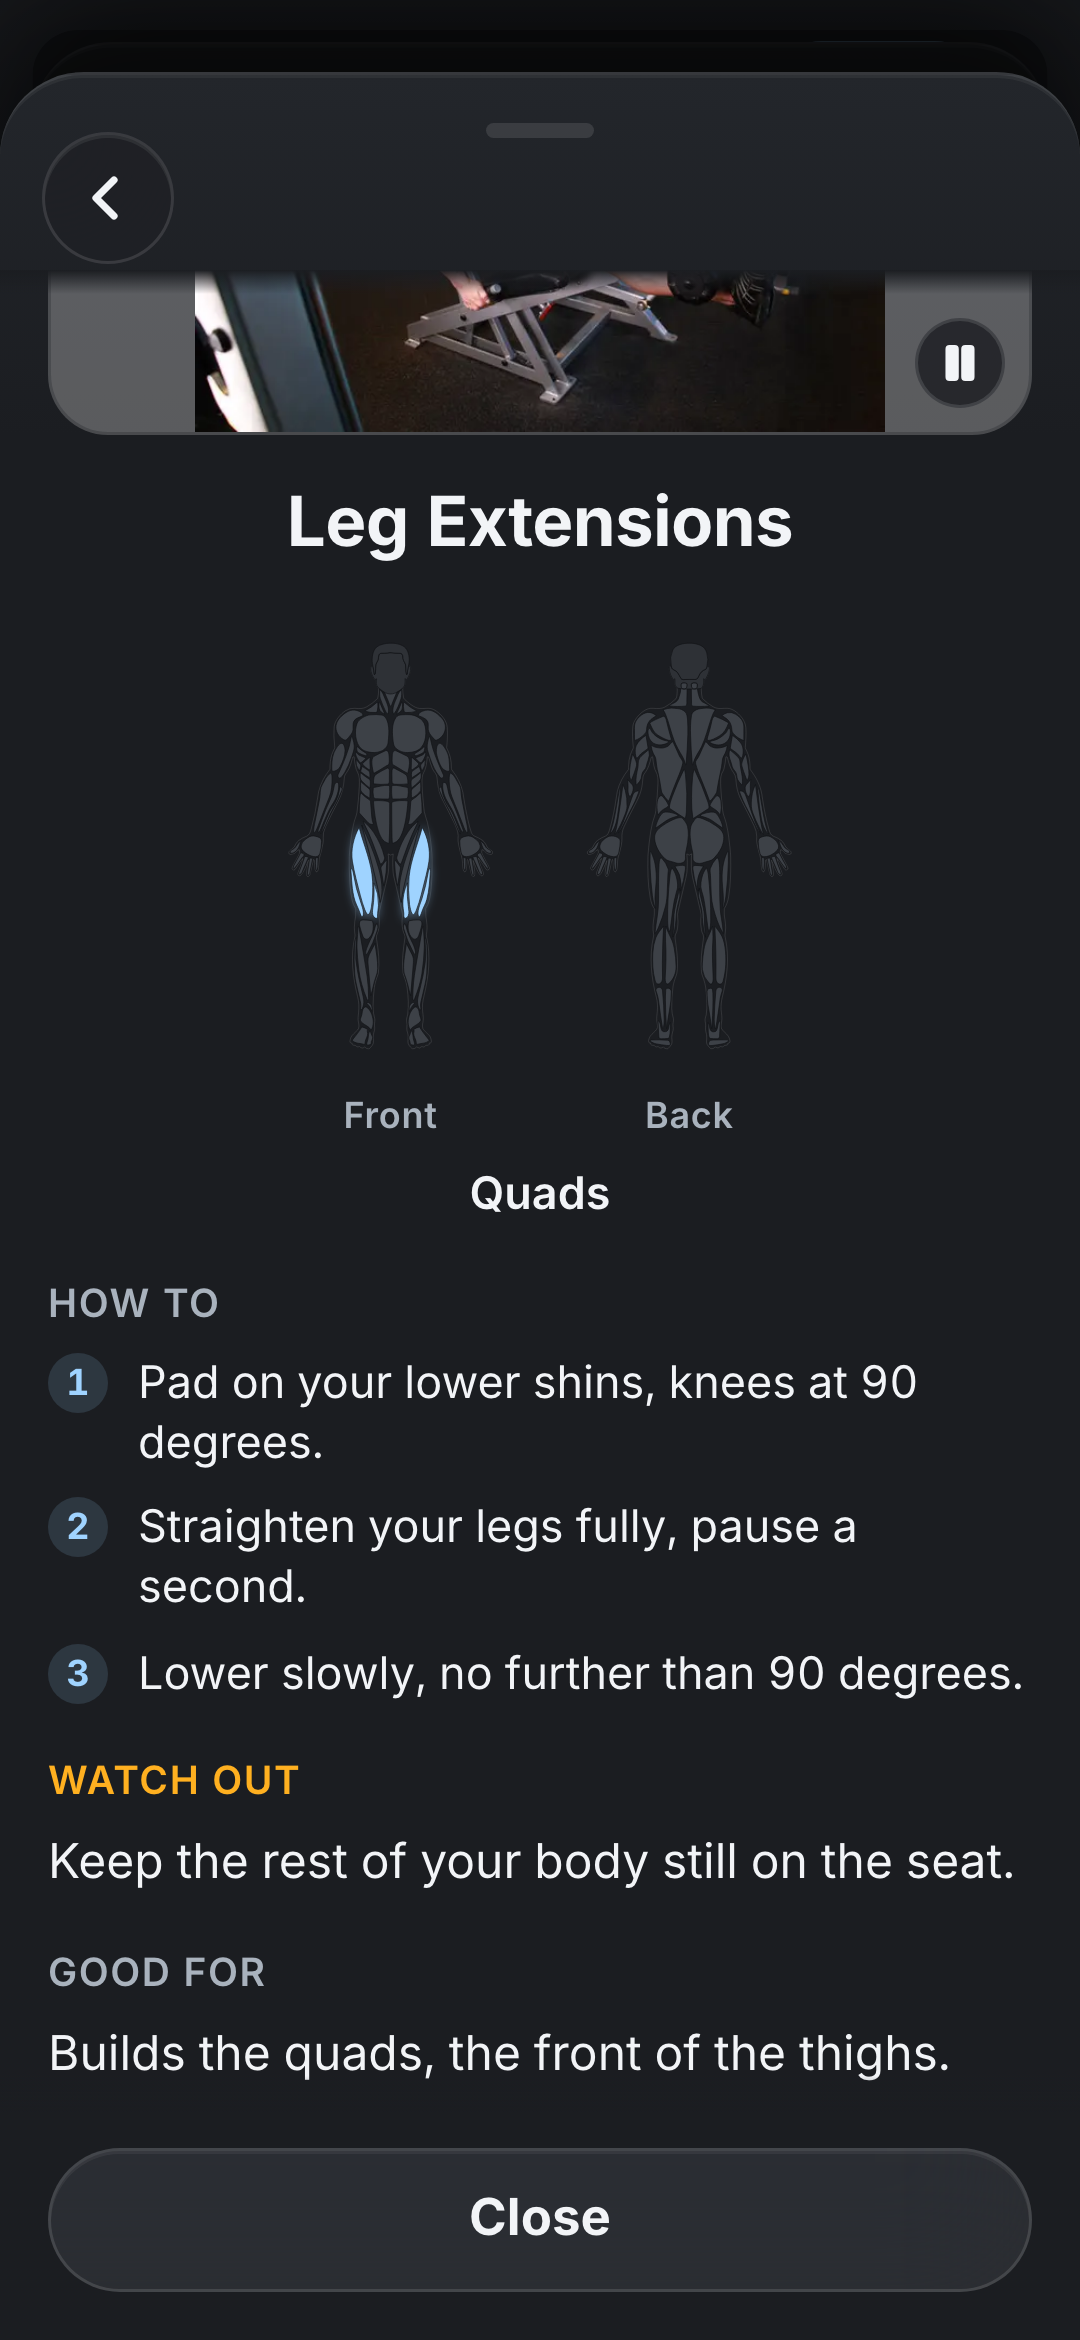 Leg Extensions
Front
Back
Quads
HOW TO
1 Pad on your lower shins, knees at 90
degrees.
2 Straighten your legs fully, pause a
second.
3 Lower slowly, no further than 90 degrees.
WATCH OUT
Keep the rest of your body still on the seat.
GOOD FOR
Builds the quads, the front of the thighs.
Close